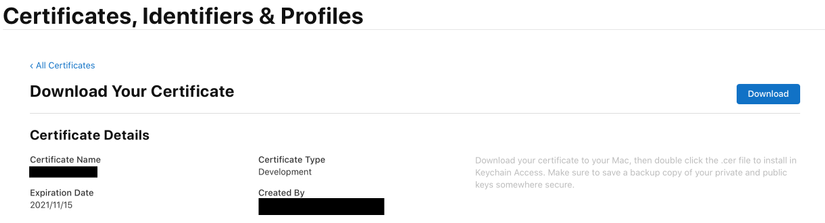 Certificates, Identifiers & Profiles
‹ All Certificates
Download Your Certificate
Download
Certificate Details
Certificate Name
Certificate Type
Development
Expiration Date
2021/11/15
Created By
Download your certificate to your Mac, then double click the .cer file to install in
Keychain Access. Make sure to save a backup copy of your private and public
keys somewhere secure.